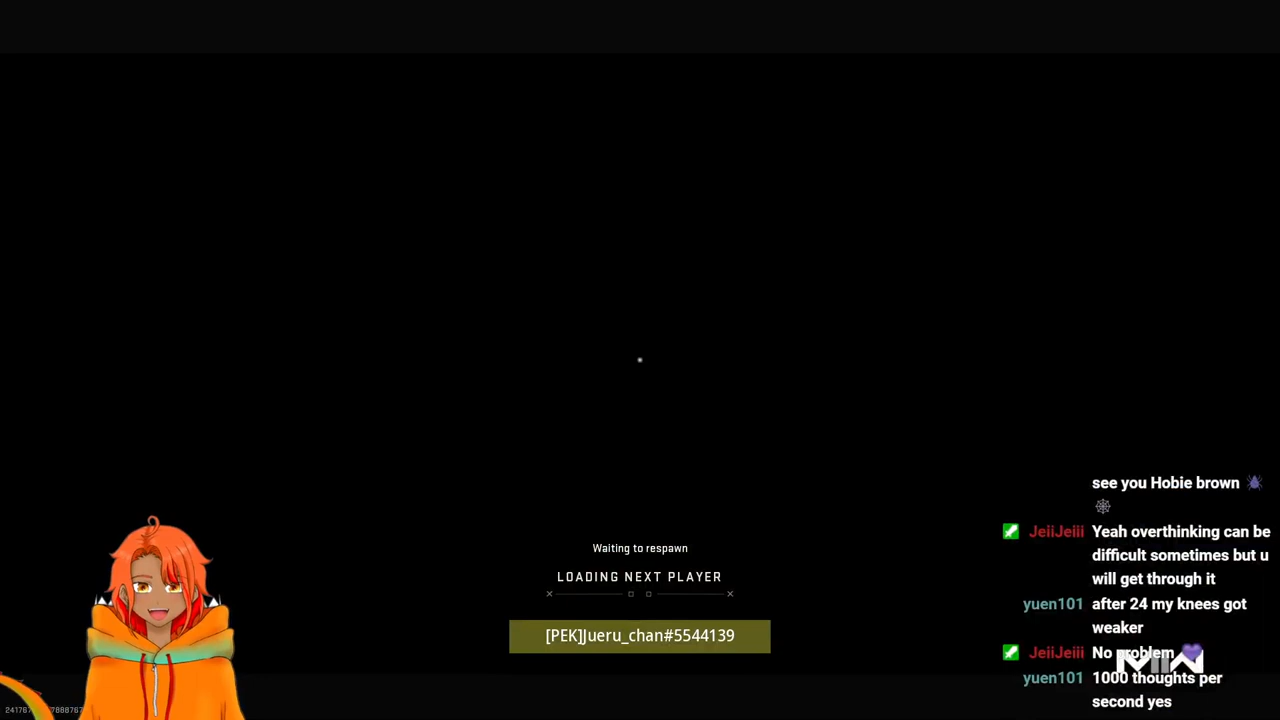 see you Hobie brown
JeiiJeiii Yeah overthinking can be
difficult sometimes but u
will get through it
yuen101 after 24 my knees got
weaker
JeiiJeiii No problem
yuen101 1000 thoughts per
second yes
Waiting to respawn
LOADING NEXT PLAYER
[PEK]Jueru_chan#5544139
MW